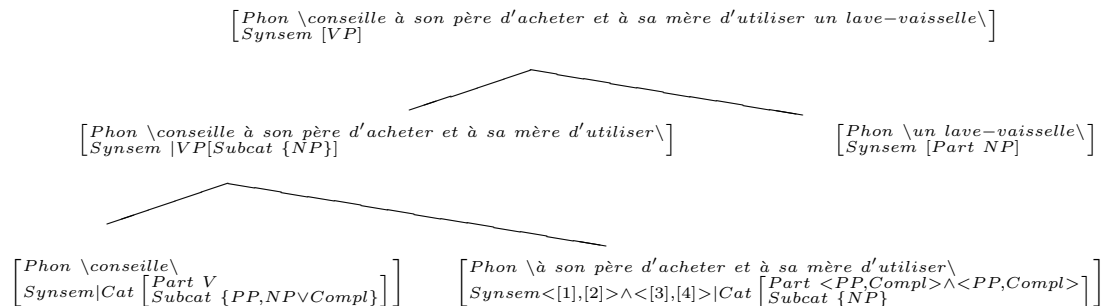 [Phon \conseille à son père d'acheter et à sa mère d'utiliser un lave−vaisselle\
Synsem [VP]]
[Phon \conseille à son père d'acheter et à sa mère d'utiliser\
Synsem |VP[Subcat {NP}]]
[Phon \un lave−vaisselle\
Synsem [Part NP]]
[Phon \conseille\
Synsem|Cat [Part V
Subcat {PP,NP∨Compl}]]
[Phon \à son père d'acheter et à sa mère d'utiliser\
Synsem<[1],[2]>∧<[3],[4]>|Cat [Part <PP,Compl>∧<PP,Compl>
Subcat {NP}]]